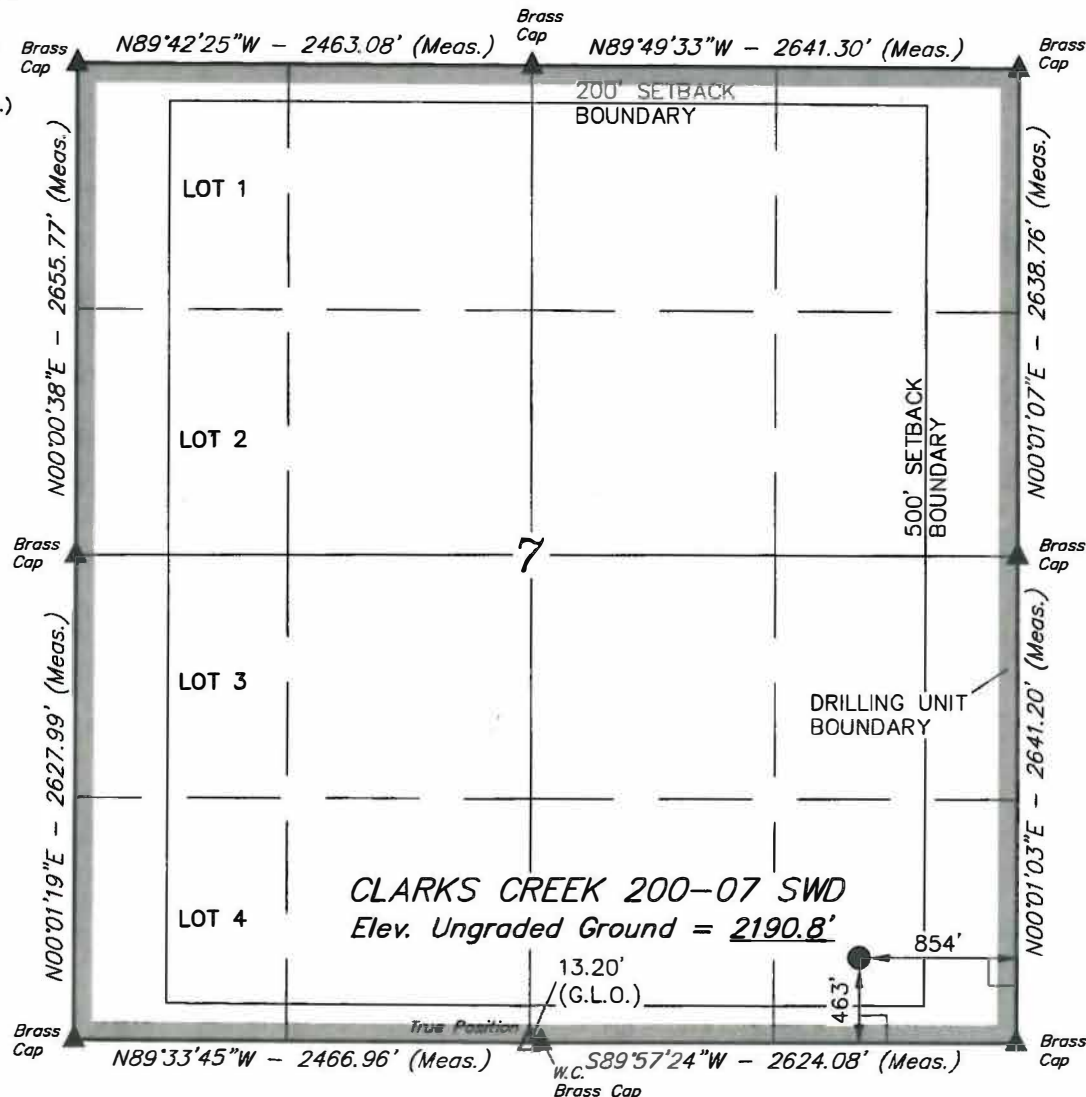 Brass
Cap
N89°42'25"W - 2463.08' (Meas.)
Brass
Cap
N89°49'33"W - 2641.30' (Meas.)
Brass
Cap
.)
200' SETBACK
BOUNDARY
N00°00'38"E - 2655.77' (Meas.)
LOT 1
N00°01'07"E - 2638.76' (Meas.)
LOT 2
500' SETBACK
BOUNDARY
Brass
Cap
7
Brass
Cap
N00°01'19"E - 2627.99' (Meas.)
LOT 3
DRILLING UNIT
BOUNDARY
N00°01'03"E - 2641.20' (Meas.)
LOT 4
CLARKS CREEK 200-07 SWD
Elev. Ungraded Ground = 2190.8'
854'
463'
13.20'
(G.L.O.)
True Position
Brass
Cap
N89°33'45"W - 2466.96' (Meas.)
W.C.
Brass Cap
S89°57'24"W - 2624.08' (Meas.)
Brass
Cap